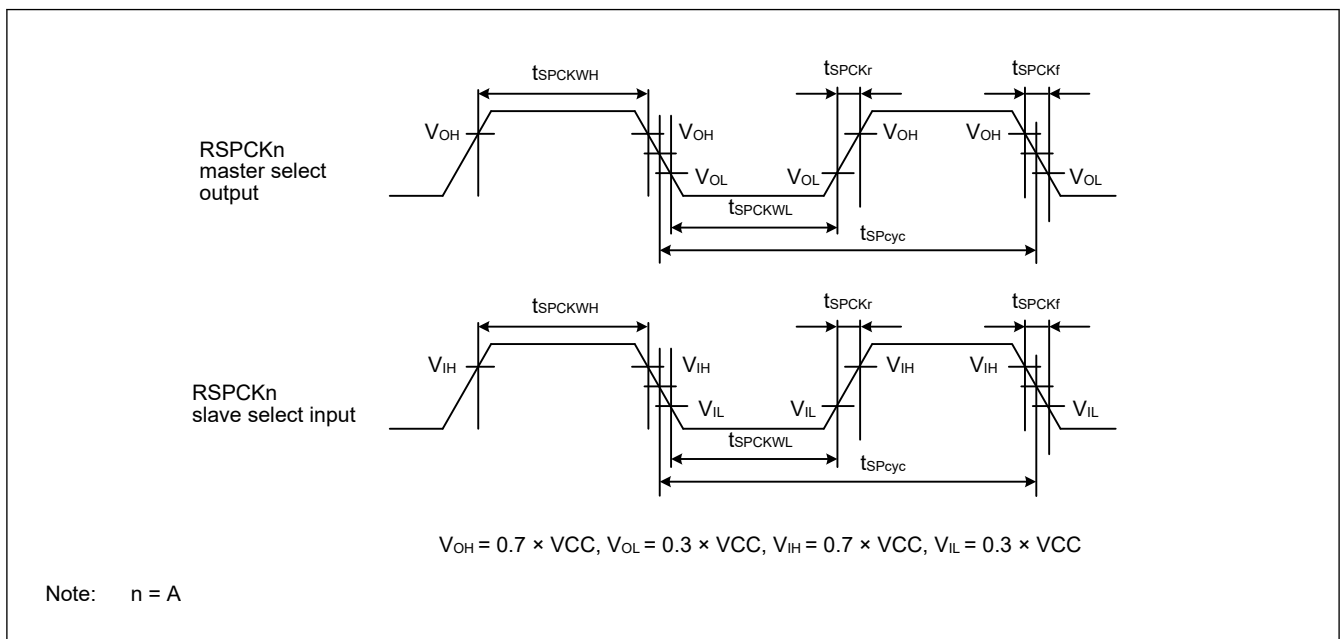 tSPCKWH
tSPCKr
tSPCKf
VOH
VOH
VOH
VOH
RSPCKn
master select
output
VOL
VOL
VOL
tSPCKWL
tSPcyc
tSPCKWH
tSPCKr
tSPCKf
VIH
VIH
VIH
VIH
RSPCKn
slave select input
VIL
VIL
VIL
tSPCKWL
tSPcyc
VOH = 0.7 × VCC, VOL = 0.3 × VCC, VIH = 0.7 × VCC, VIL = 0.3 × VCC
Note: n = A